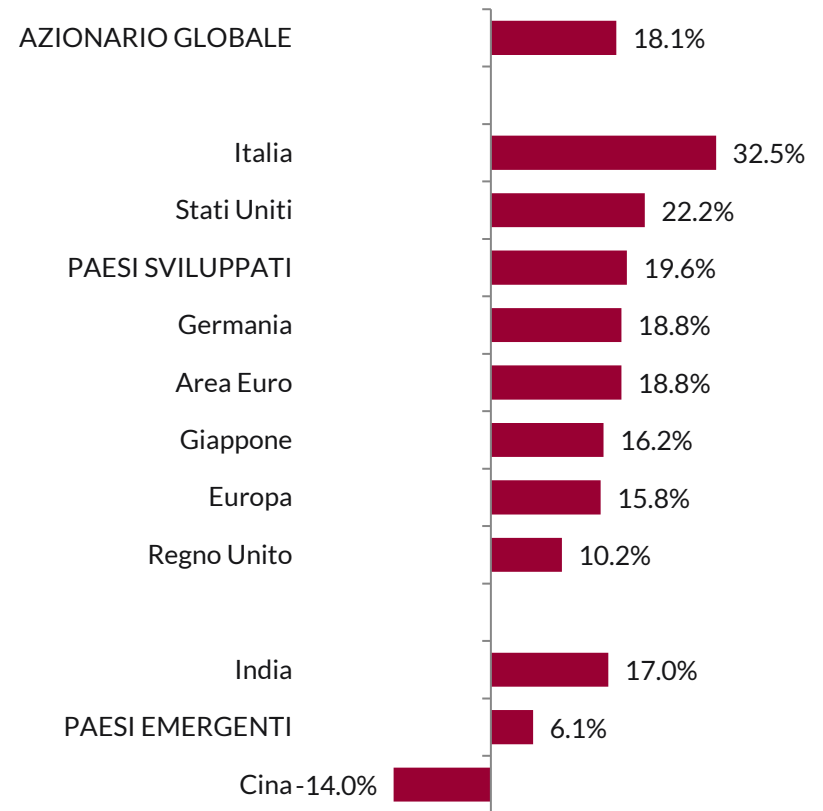 AZIONARIO GLOBALE 18.1%
Italia 32.5%
Stati Uniti 22.2%
PAESI SVILUPPATI 19.6%
Germania 18.8%
Area Euro 18.8%
Giappone 16.2%
Europa 15.8%
Regno Unito 10.2%
India 17.0%
PAESI EMERGENTI 6.1%
Cina -14.0%